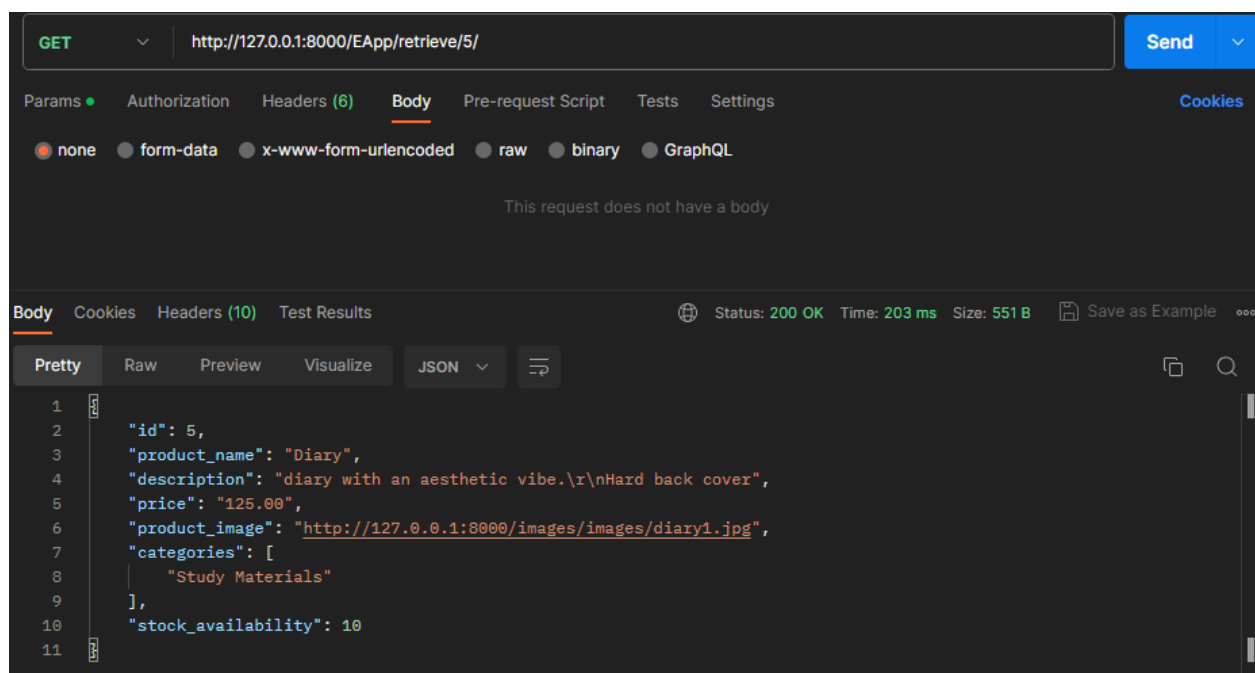 GET http://127.0.0.1:8000/EApp/retrieve/5/ Send
Params Authorization Headers (6) Body Pre-request Script Tests Settings Cookies
none form-data x-www-form-urlencoded raw binary GraphQL
This request does not have a body
Body Cookies Headers (10) Test Results Status: 200 OK Time: 203 ms Size: 551 B Save as Example
Pretty Raw Preview Visualize JSON
1 {
2 "id": 5,
3 "product_name": "Diary",
4 "description": "diary with an aesthetic vibe.\r\nHard back cover",
5 "price": "125.00",
6 "product_image": "http://127.0.0.1:8000/images/images/diary1.jpg",
7 "categories": [
8 "Study Materials"
9 ],
10 "stock_availability": 10
11 }